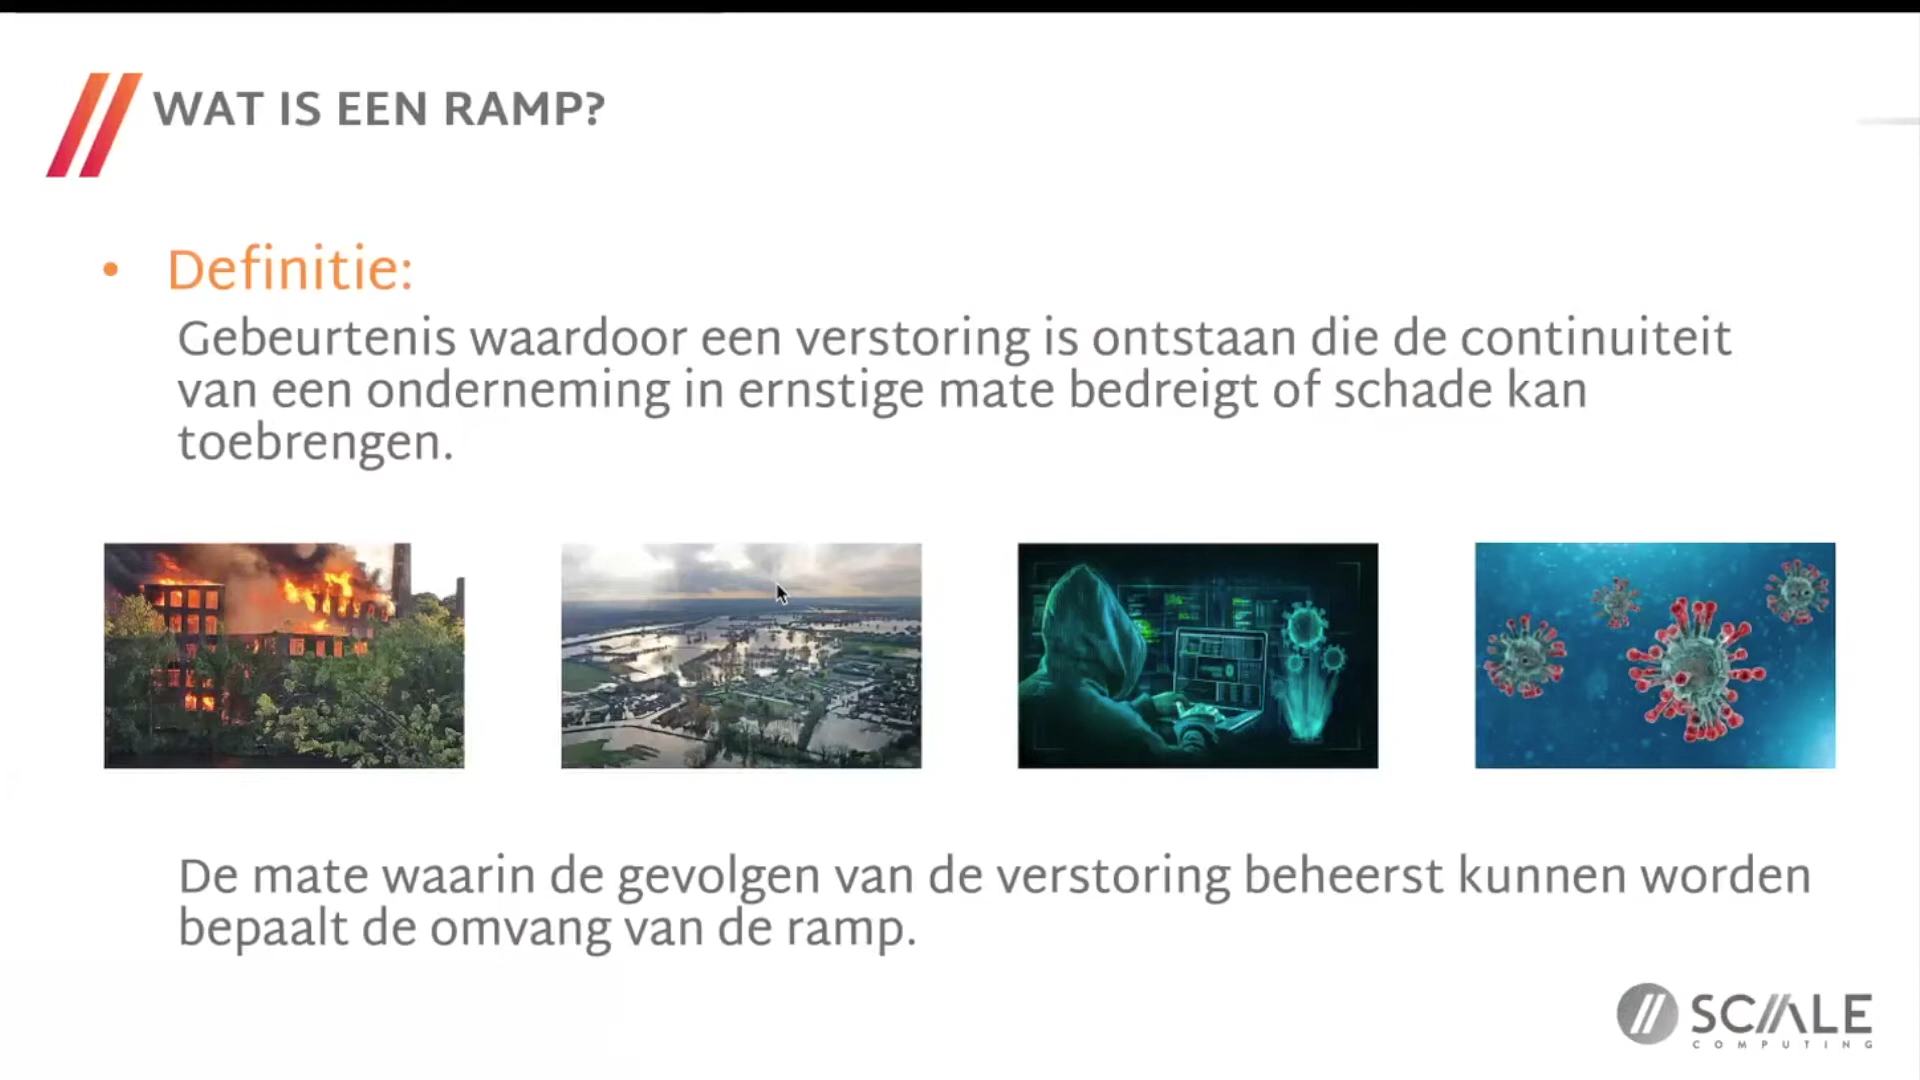 WAT IS EEN RAMP?
• Definitie:
Gebeurtenis waardoor een verstoring is ontstaan die de continuiteit
van een onderneming in ernstige mate bedreigt of schade kan
toebrengen.
De mate waarin de gevolgen van de verstoring beheerst kunnen worden
bepaalt de omvang van de ramp.
SCALE
COMPUTING